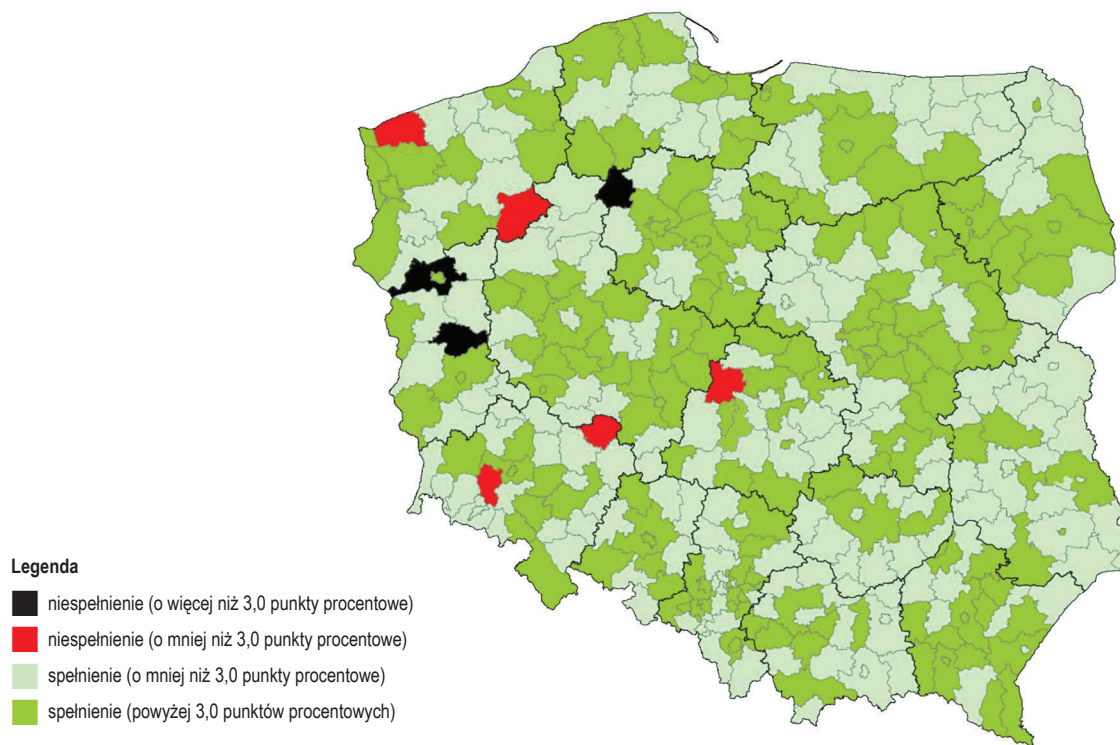 Legenda
niespełnienie (o więcej niż 3,0 punkty procentowe)
niespełnienie (o mniej niż 3,0 punkty procentowe)
spełnienie (o mniej niż 3,0 punkty procentowe)
spełnienie (powyżej 3,0 punktów procentowych)